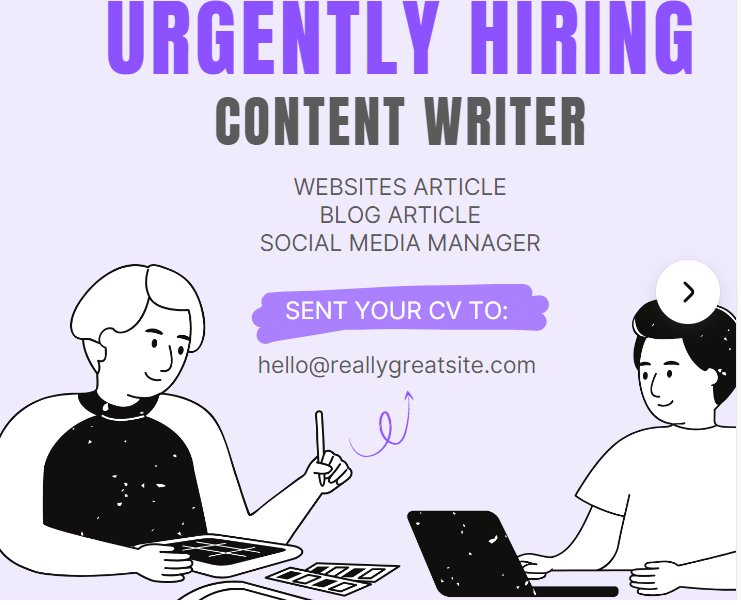 URGENTLY HIRING
CONTENT WRITER
WEBSITES ARTICLE
BLOG ARTICLE
SOCIAL MEDIA MANAGER
SENT YOUR CV TO:
hello@reallygreatsite.com